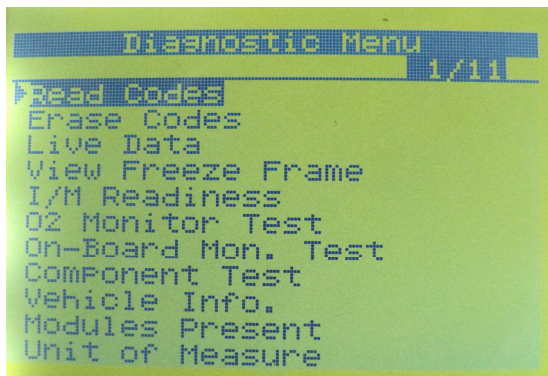 Diagnostic Menu
1/11
Read Codes
Erase Codes
Live Data
View Freeze Frame
I/M Readiness
O2 Monitor Test
On-Board Mon. Test
Component Test
Vehicle Info.
Modules Present
Unit of Measure